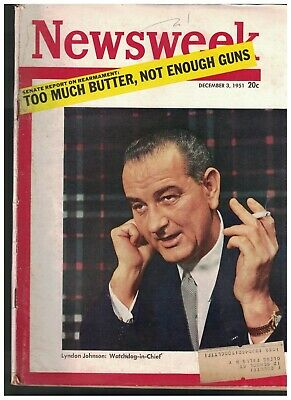 Newsweek
SENATE REPORT ON REARMAMENT:
TOO MUCH BUTTER, NOT ENOUGH GUNS
DECEMBER 3, 1951 20c
Lyndon Johnson: Watchdog-in-Chief